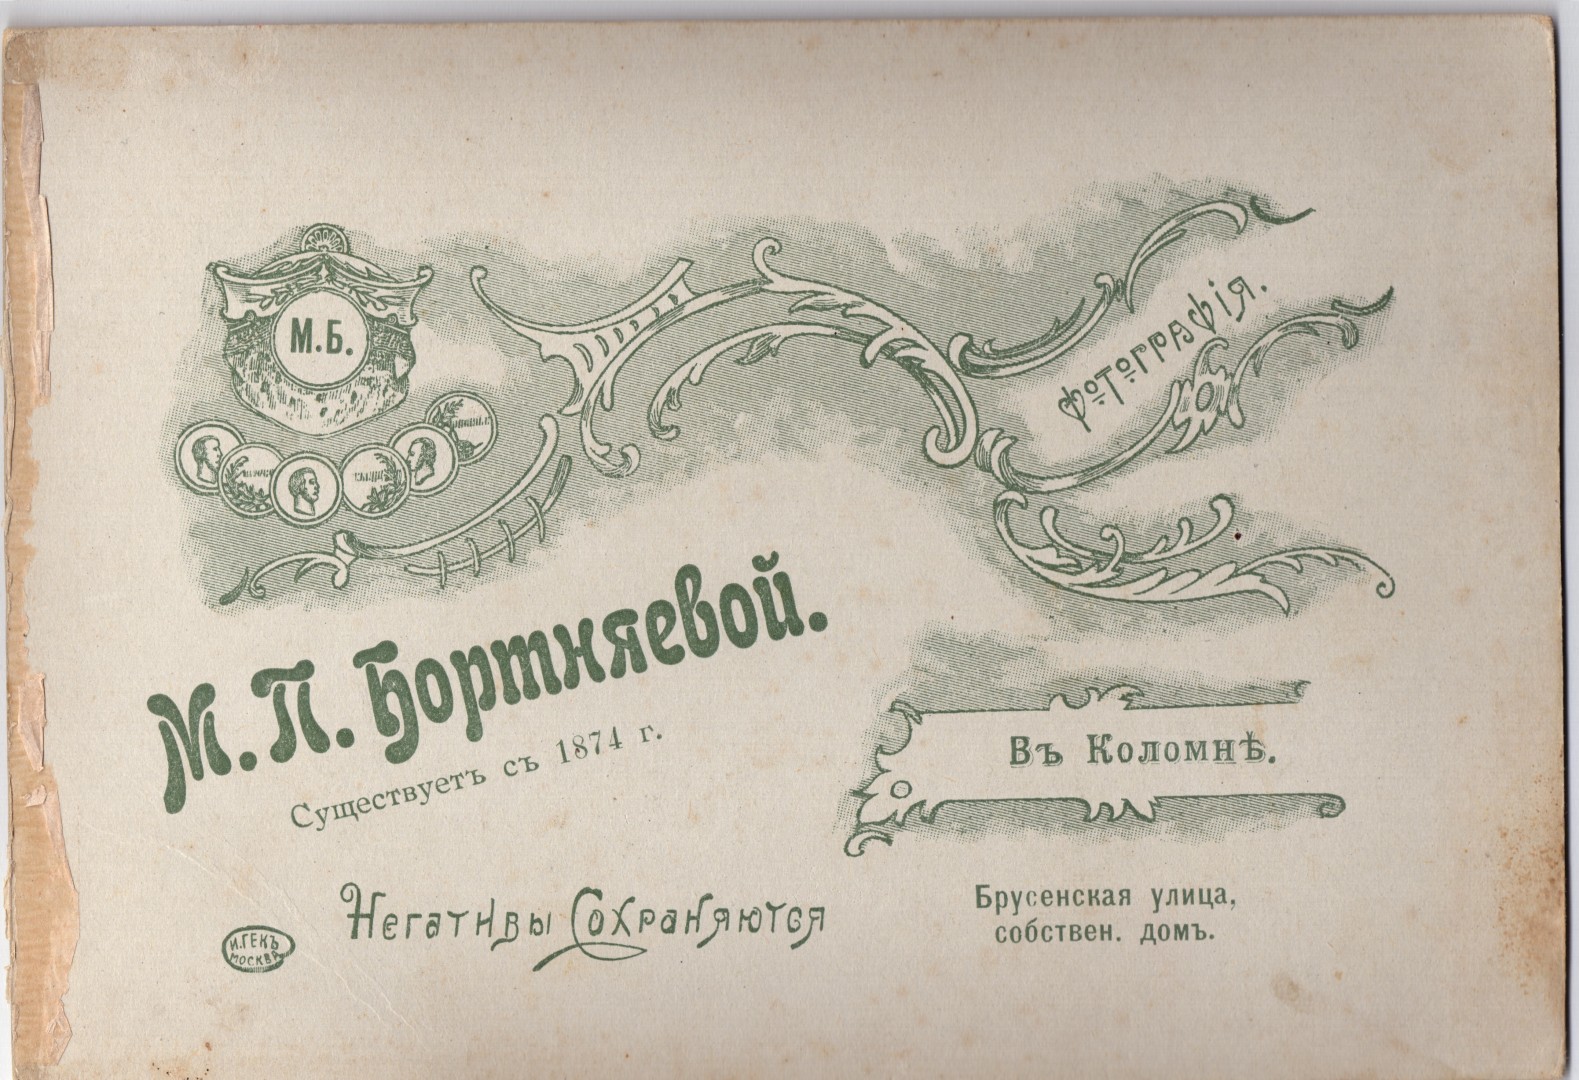 М.Б.
Фотографія.
М. П. Бортняевой.
Существуетъ съ 1874 г.
Въ Коломнѣ.
Негативы Сохраняются
Брусенская улица,
собствен. домъ.
И.ГЕКЪ
МОСКВА